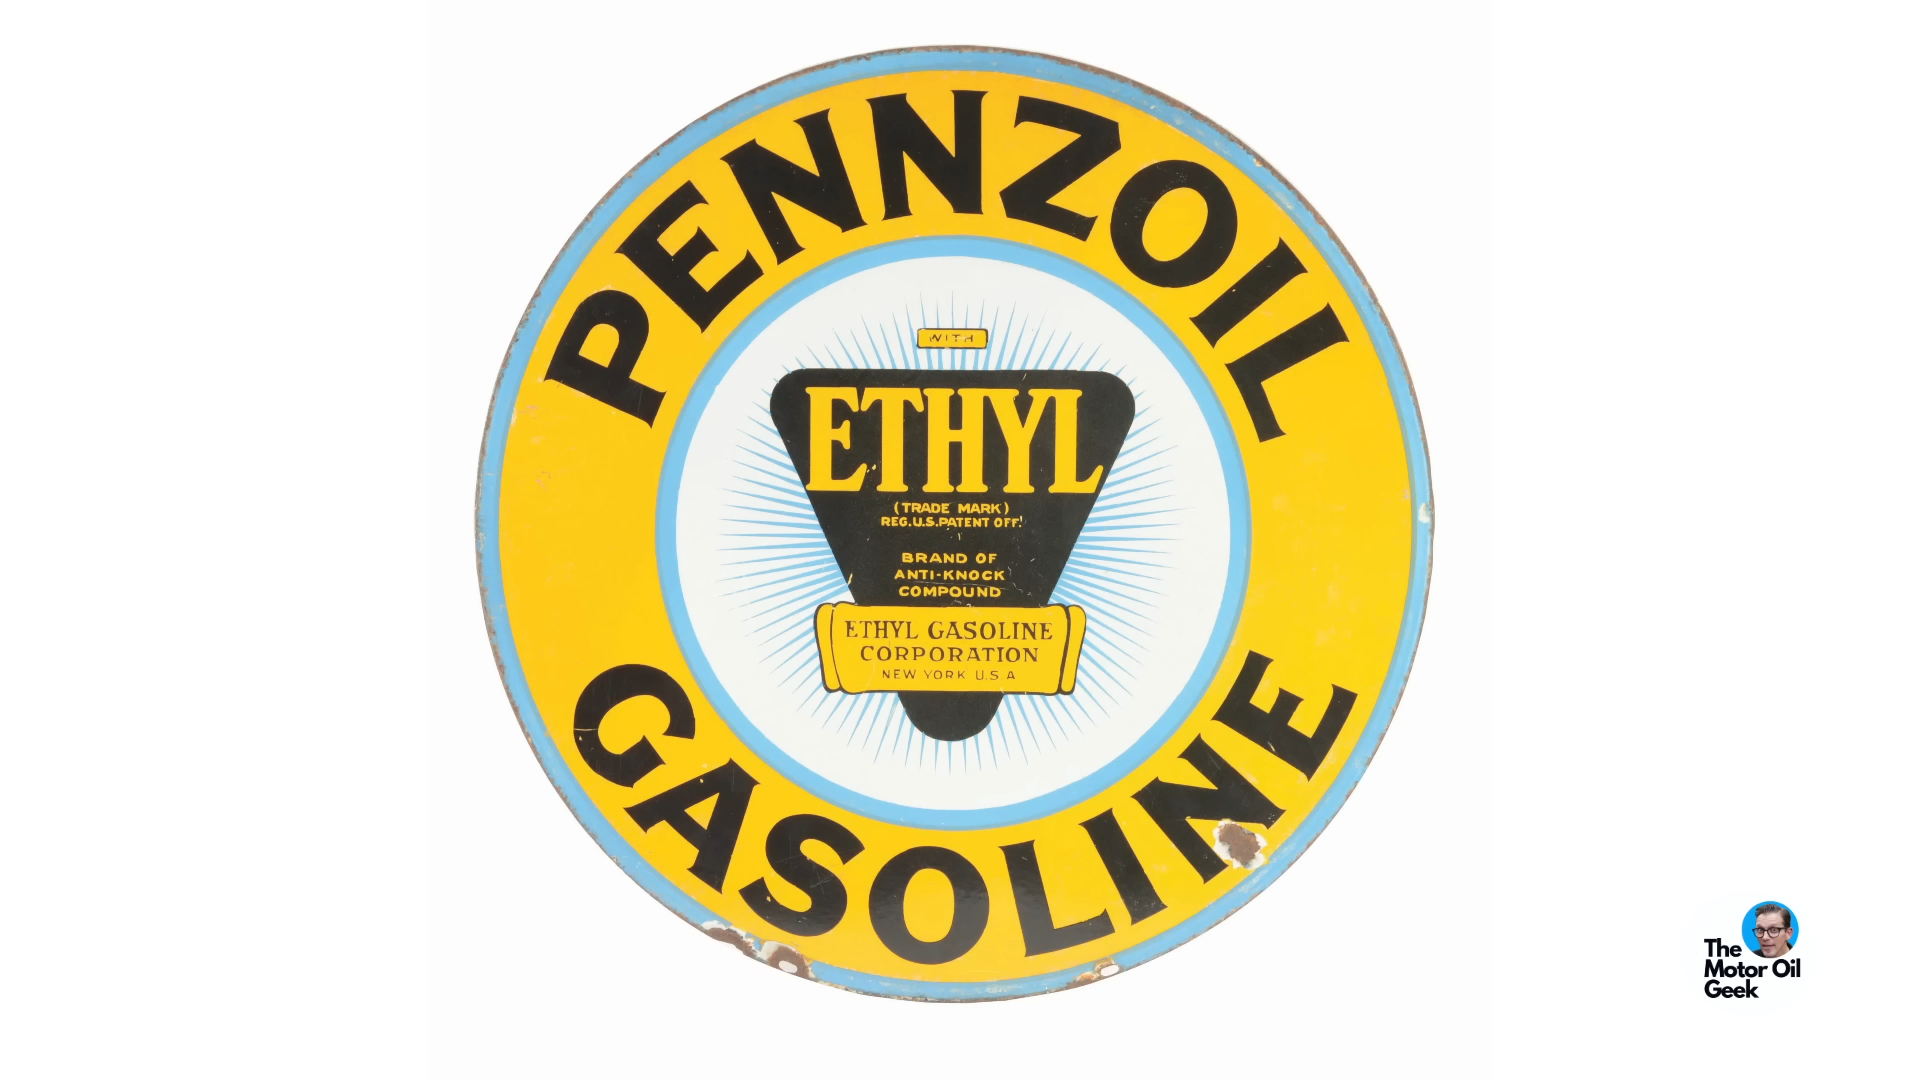 PENNZOIL
WITH
ETHYL
(TRADE MARK)
REG.U.S.PATENT OFF.
BRAND OF
ANTI-KNOCK
COMPOUND
ETHYL GASOLINE
CORPORATION
NEW YORK U.S.A
GASOLINE
The
Motor Oil
Geek